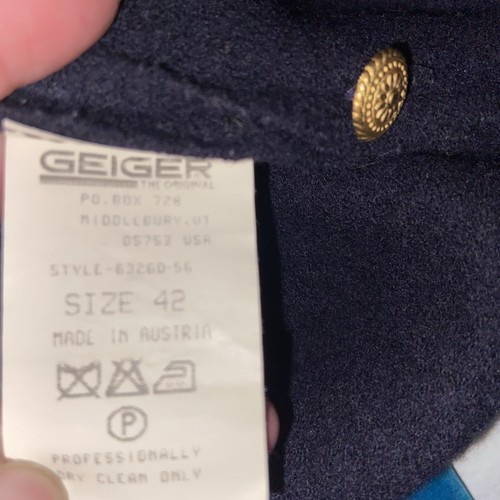 GEIGER
THE ORIGINAL
PO.BOX 728
MIDDLEBURY.VT
05753 USA
STYLE-63260-56
SIZE 42
MADE IN AUSTRIA
P
PROFESSIONALLY
DRY CLEAN ONLY